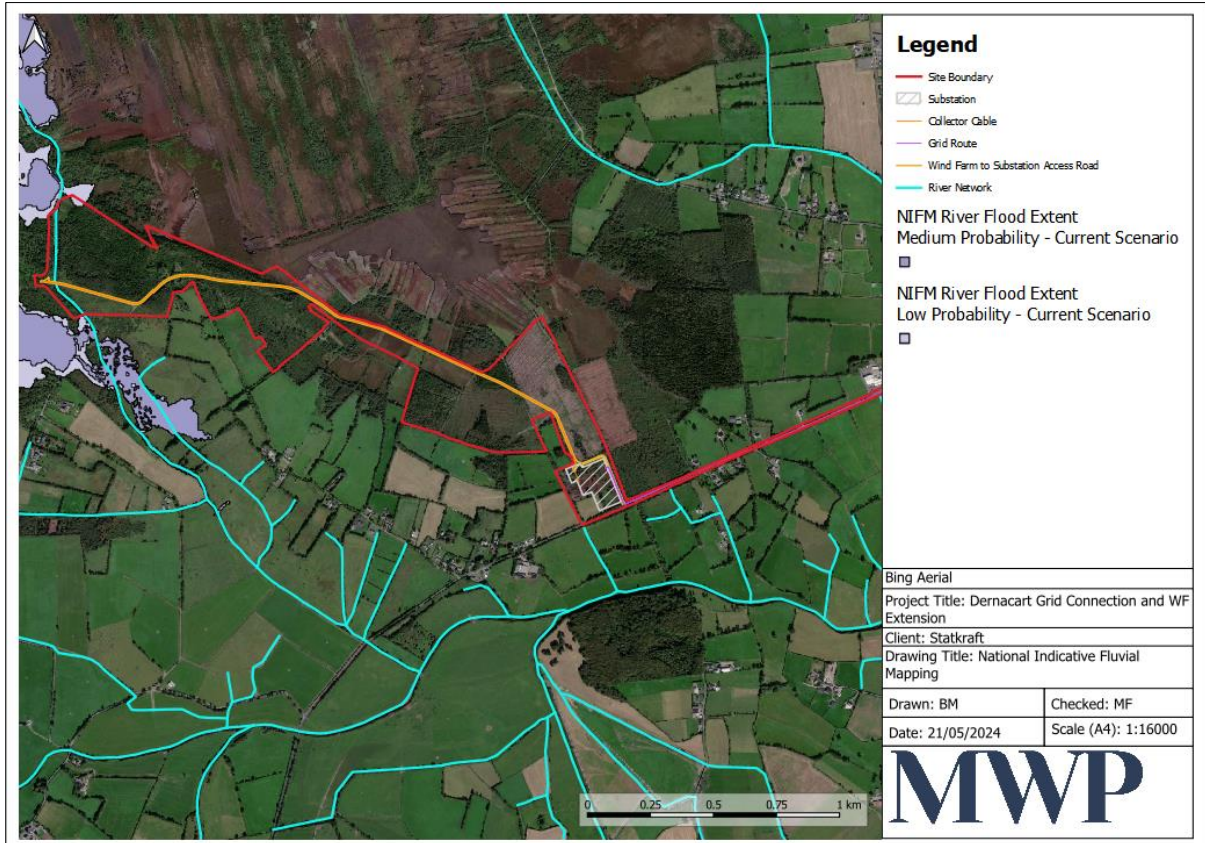 Legend
Site Boundary
Substation
Collector Cable
Grid Route
Wind Farm to Substation Access Road
River Network
NIFM River Flood Extent
Medium Probability - Current Scenario
NIFM River Flood Extent
Low Probability - Current Scenario
Bing Aerial
Project Title: Dernacart Grid Connection and WF
Extension
Client: Statkraft
Drawing Title: National Indicative Fluvial
Mapping
Drawn: BM
Checked: MF
Date: 21/05/2024
Scale (A4): 1:16000
MWP
0 0.25 0.5 0.75 1 km